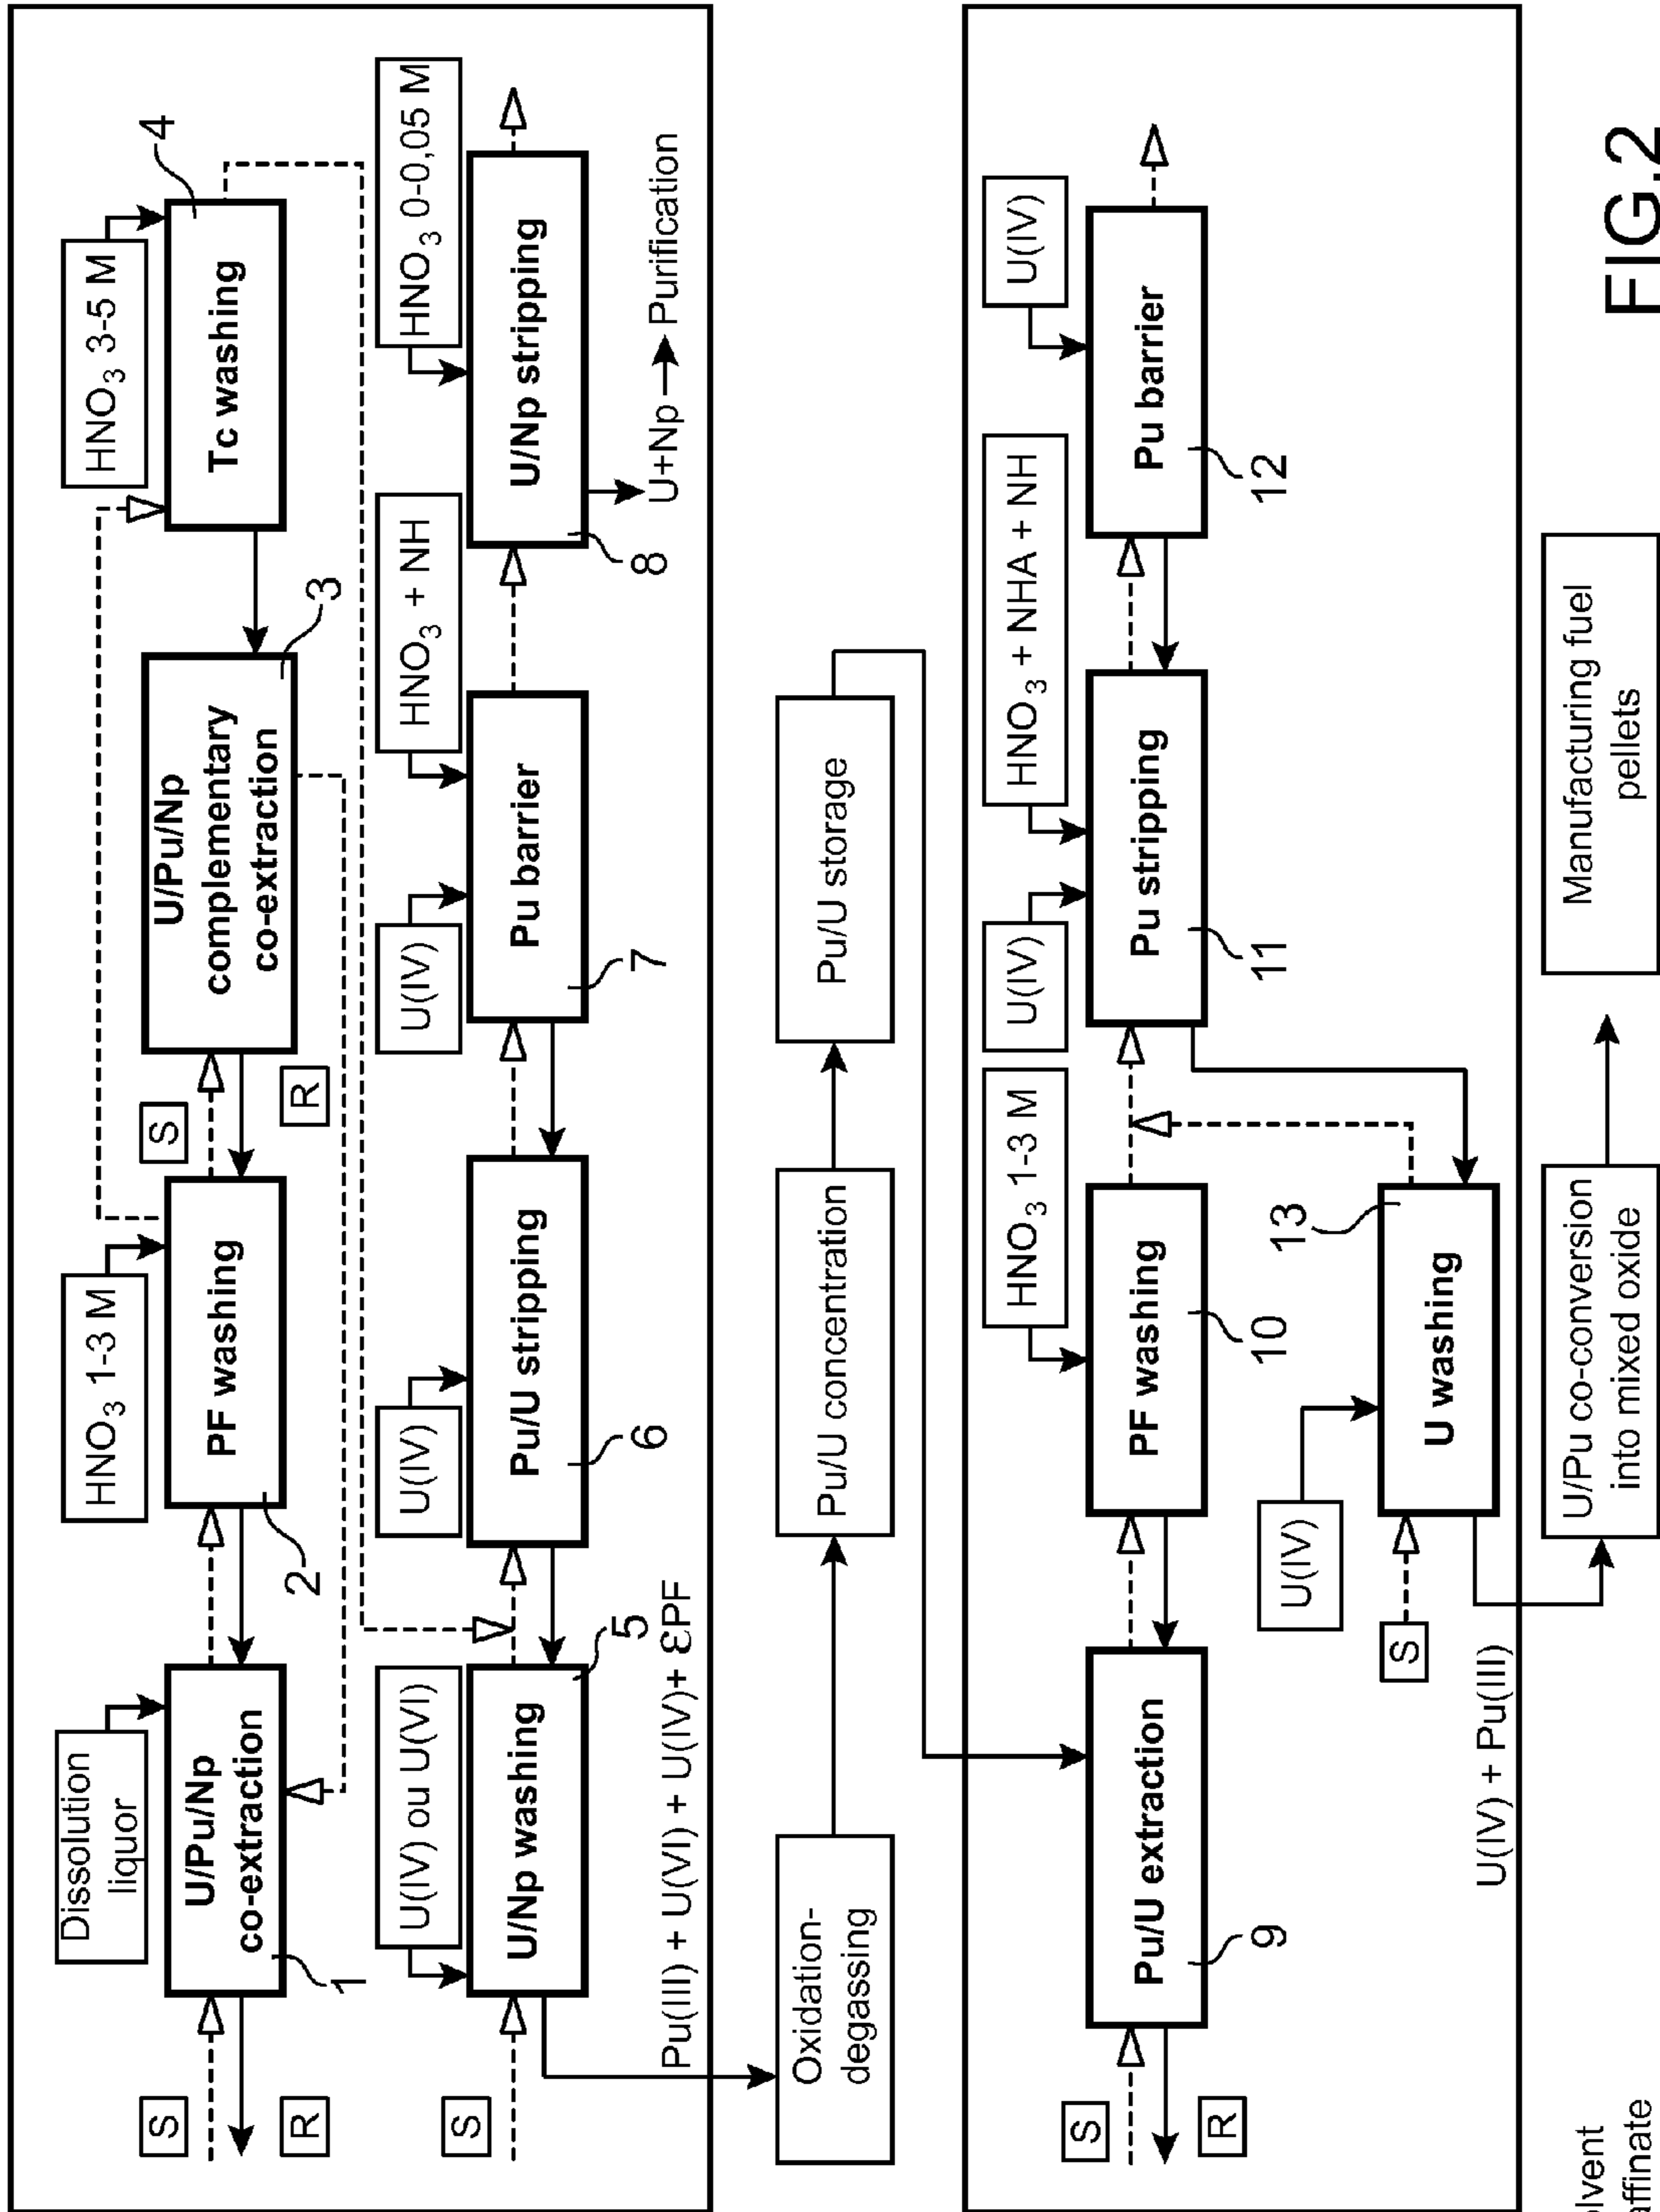 Dissolution
liquor
HNO3 1-3 M
HNO3 3-5 M
S
R
U/Pu/Np
co-extraction
1
PF washing
2
S
R
U/Pu/Np
complementary
co-extraction
3
Tc washing
4
U(IV) ou U(VI)
U(IV)
U(IV)
HNO3 + NH
HNO3 0-0,05 M
S
U/Np washing
5
Pu/U stripping
6
Pu barrier
7
U/Np stripping
8
Pu(III) + U(VI) + U(IV)+ εPF
U+Np
Purification
Oxidation-
degassing
Pu/U concentration
Pu/U storage
HNO3 1-3 M
U(IV)
HNO3 + NHA + NH
U(IV)
S
R
Pu/U extraction
9
PF washing
10
Pu stripping
11
Pu barrier
12
U(IV)
S
U washing
13
U(IV) + Pu(III)
U/Pu co-conversion
into mixed oxide
Manufacturing fuel
pellets
FIG.2